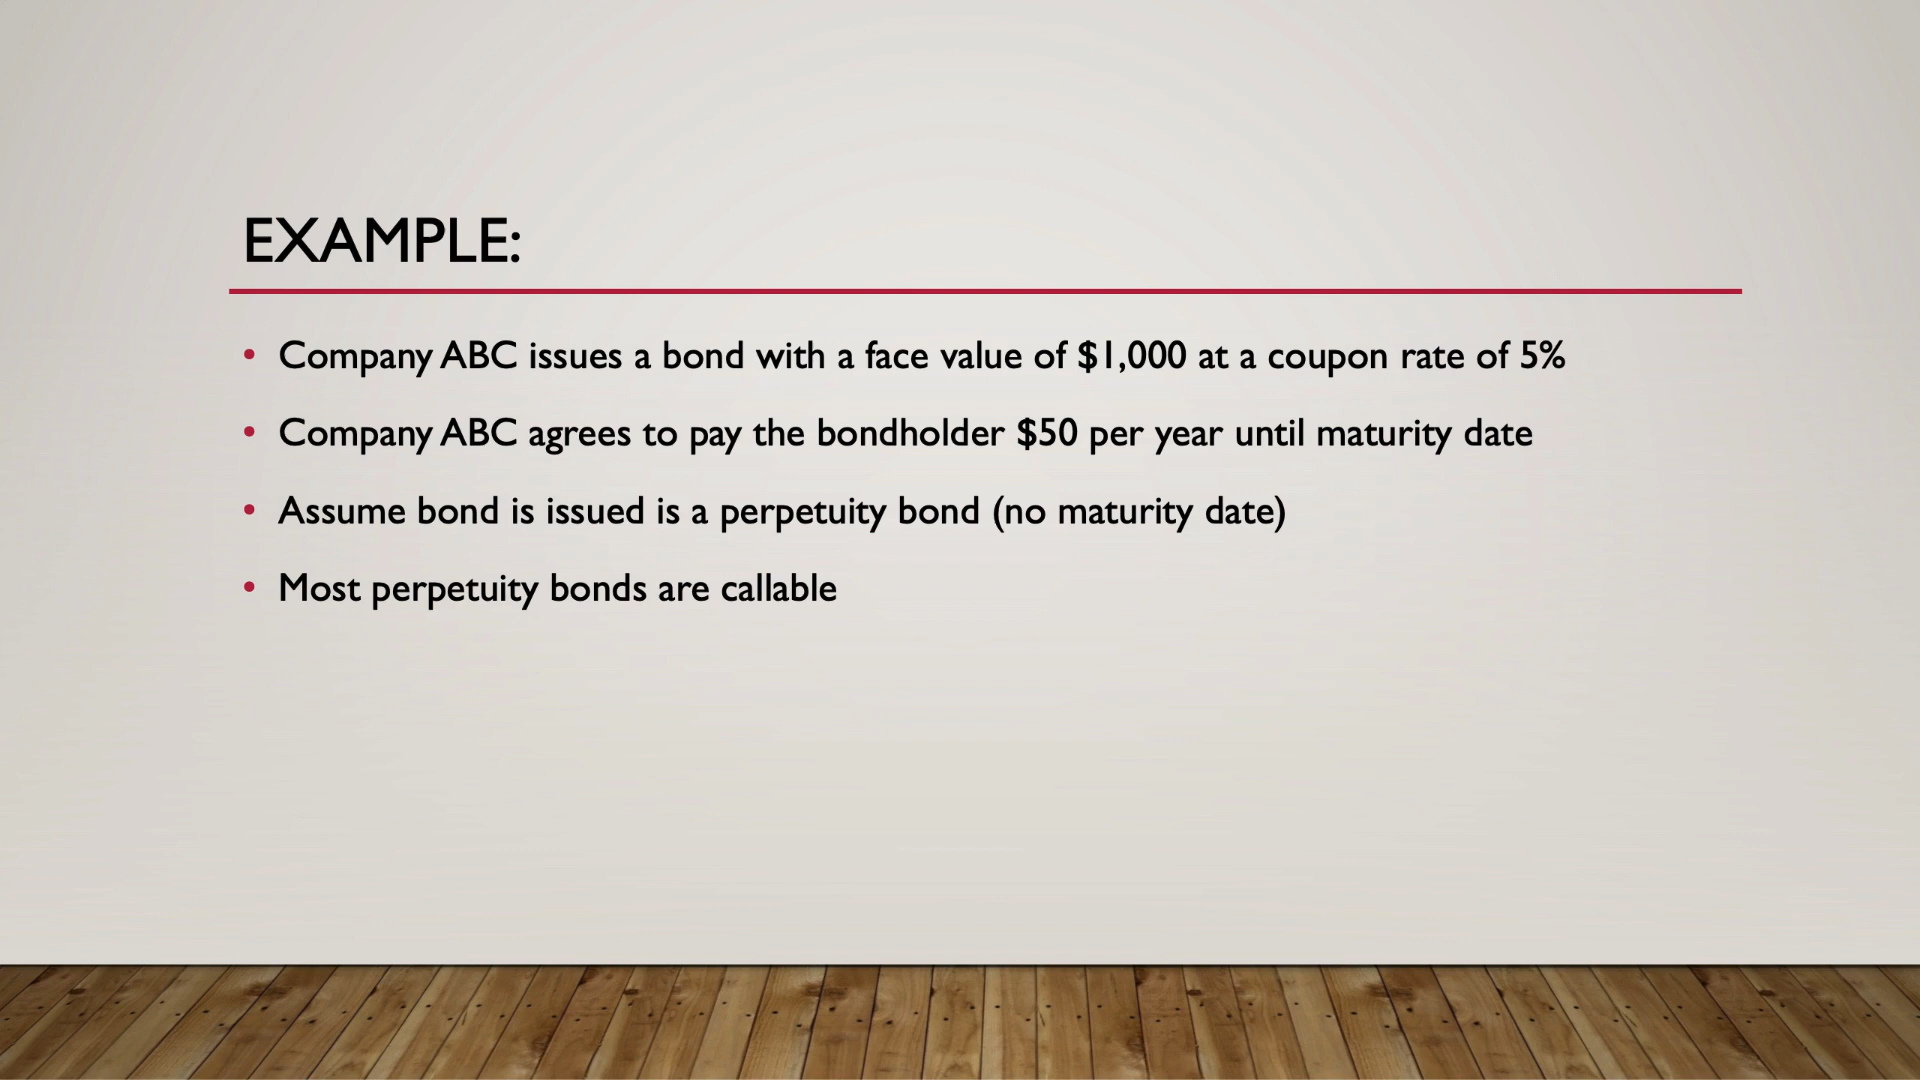 EXAMPLE:
• Company ABC issues a bond with a face value of $1,000 at a coupon rate of 5%
• Company ABC agrees to pay the bondholder $50 per year until maturity date
• Assume bond is issued is a perpetuity bond (no maturity date)
• Most perpetuity bonds are callable